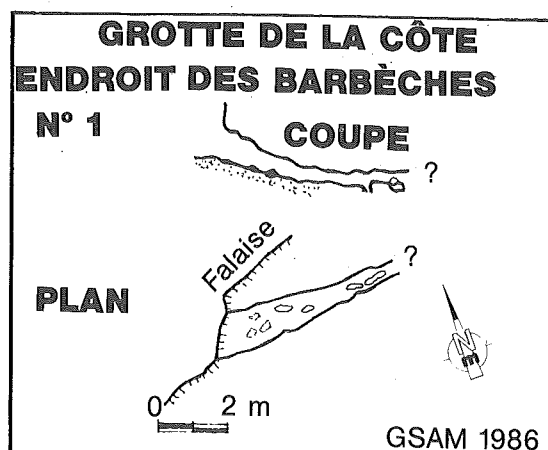 GROTTE DE LA CÔTE
ENDROIT DES BARBÈCHES
N° 1
COUPE
?
Falaise
?
PLAN
N
0 2 m
GSAM 1986